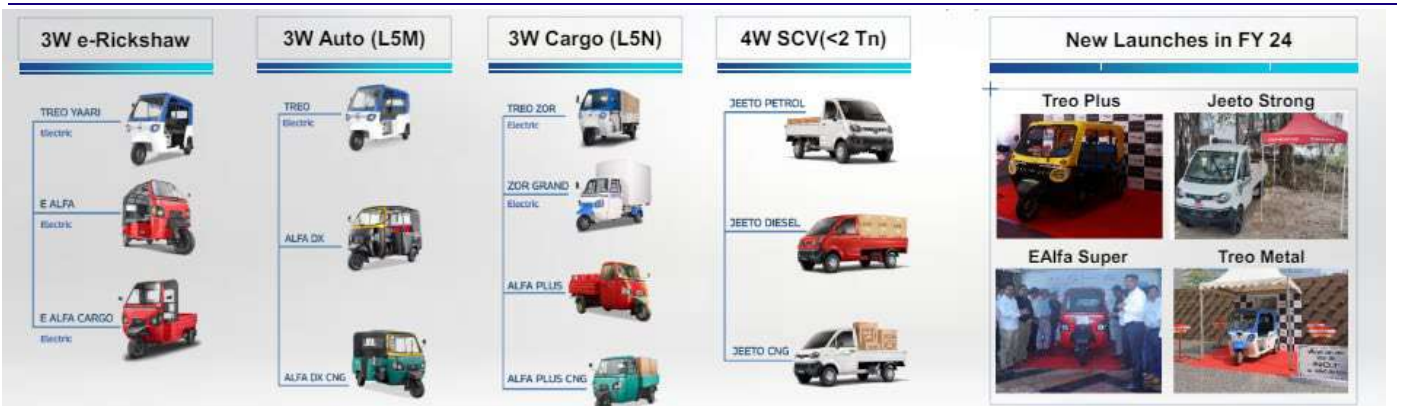 3W e-Rickshaw
TREO YAARI
Electric
E ALFA
Electric
E ALFA CARGO
Electric
3W Auto (L5M)
TREO
Electric
ALFA DX
ALFA DX CNG
3W Cargo (L5N)
TREO ZOR
Electric
ZOR GRAND
Electric
ALFA PLUS
ALFA PLUS CNG
4W SCV(<2 Tn)
JEETO PETROL
JEETO DIESEL
JEETO CNG
New Launches in FY 24
Treo Plus
Jeeto Strong
EAlfa Super
Treo Metal